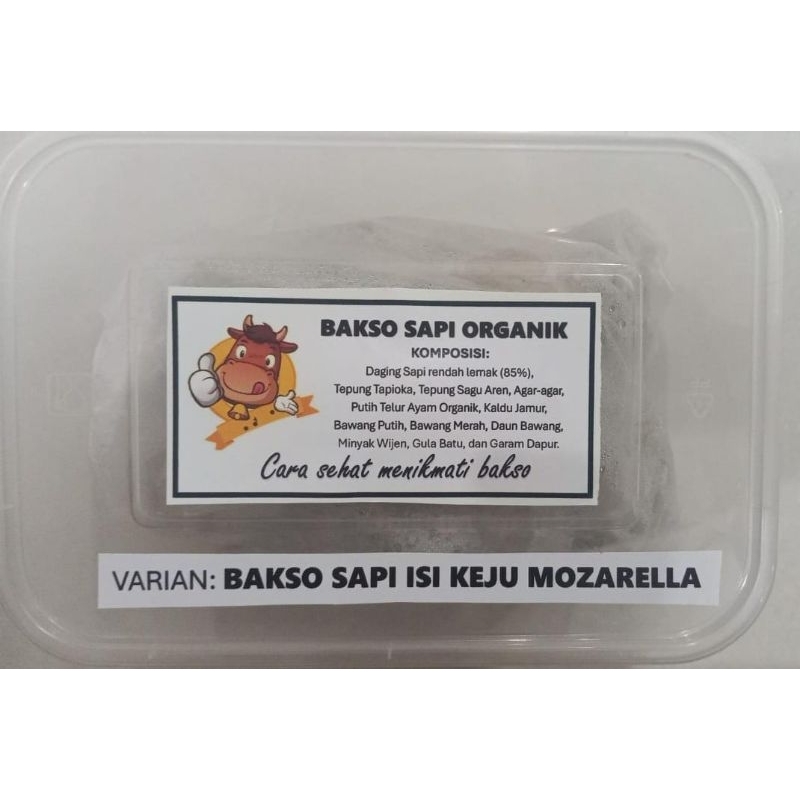 BAKSO SAPI ORGANIK
KOMPOSISI:
Daging Sapi rendah lemak (85%),
Tepung Tapioka, Tepung Sagu Aren, Agar-agar,
Putih Telur Ayam Organik, Kaldu Jamur,
Bawang Putih, Bawang Merah, Daun Bawang,
Minyak Wijen, Gula Batu, dan Garam Dapur.
Cara sehat menikmati bakso
VARIAN: BAKSO SAPI ISI KEJU MOZARELLA